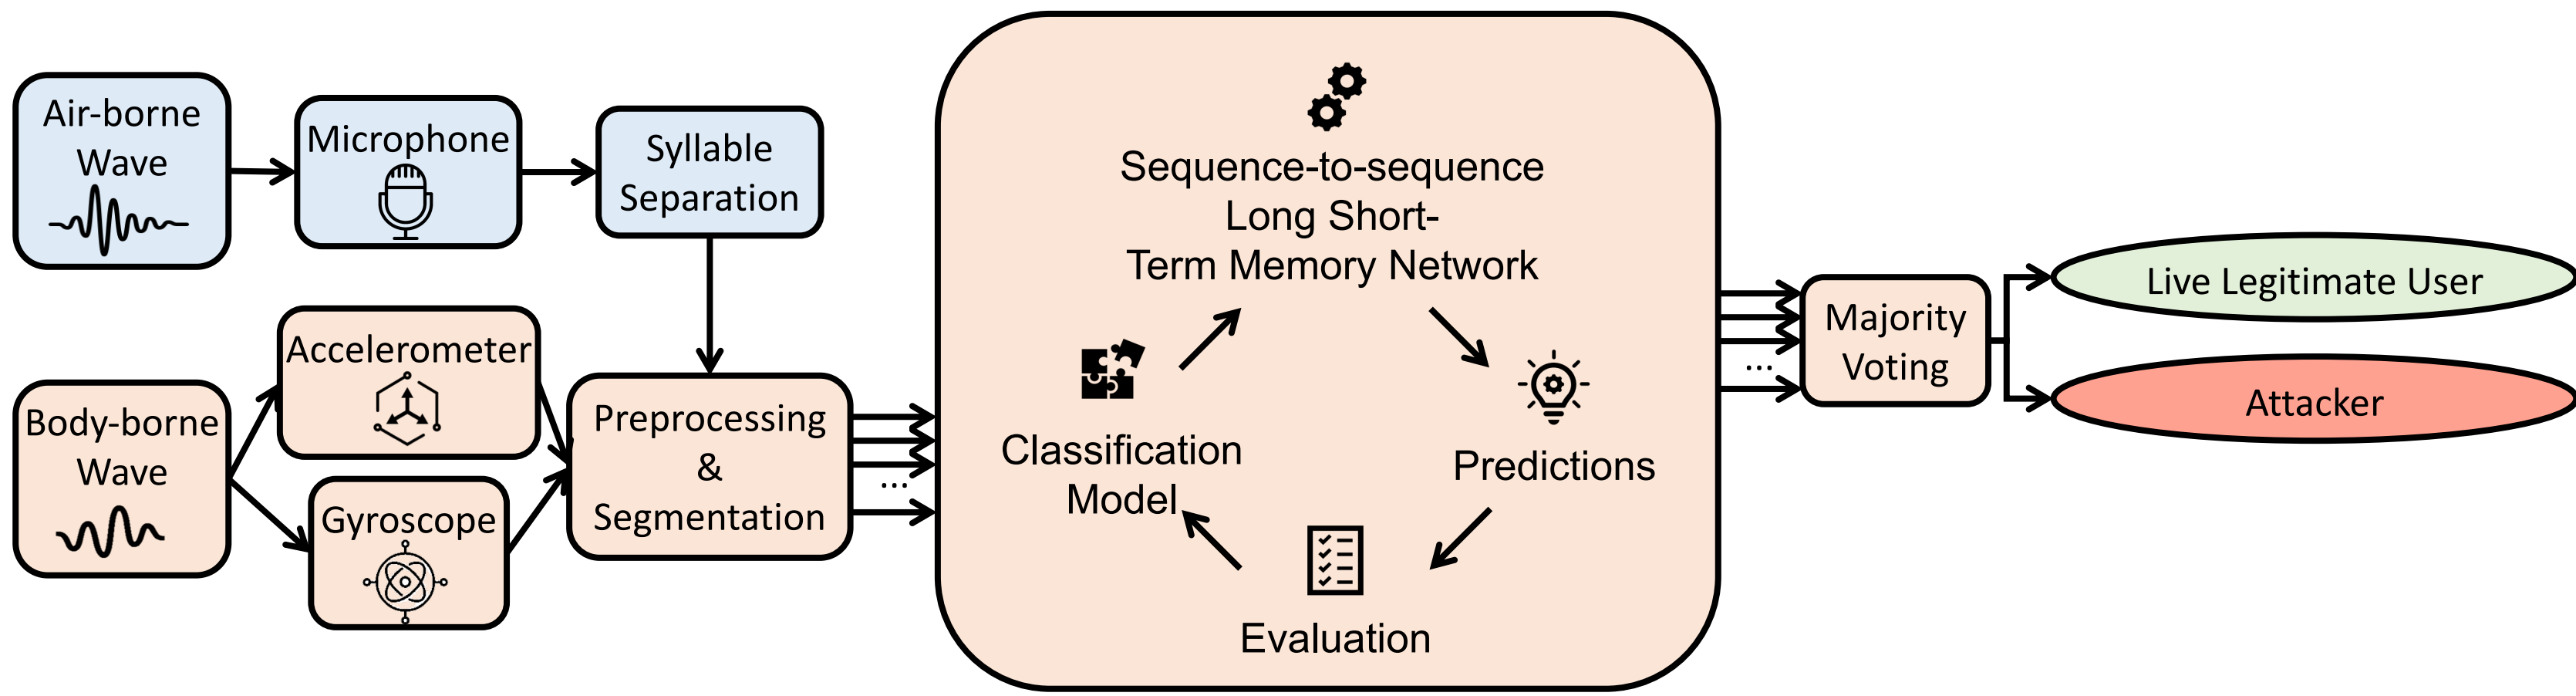 Air-borne
Wave
Microphone
Syllable
Separation
Body-borne
Wave
Accelerometer
Gyroscope
Preprocessing
&
Segmentation
...
Sequence-to-sequence
Long Short-
Term Memory Network
Predictions
Evaluation
Classification
Model
...
Majority
Voting
Live Legitimate User
Attacker